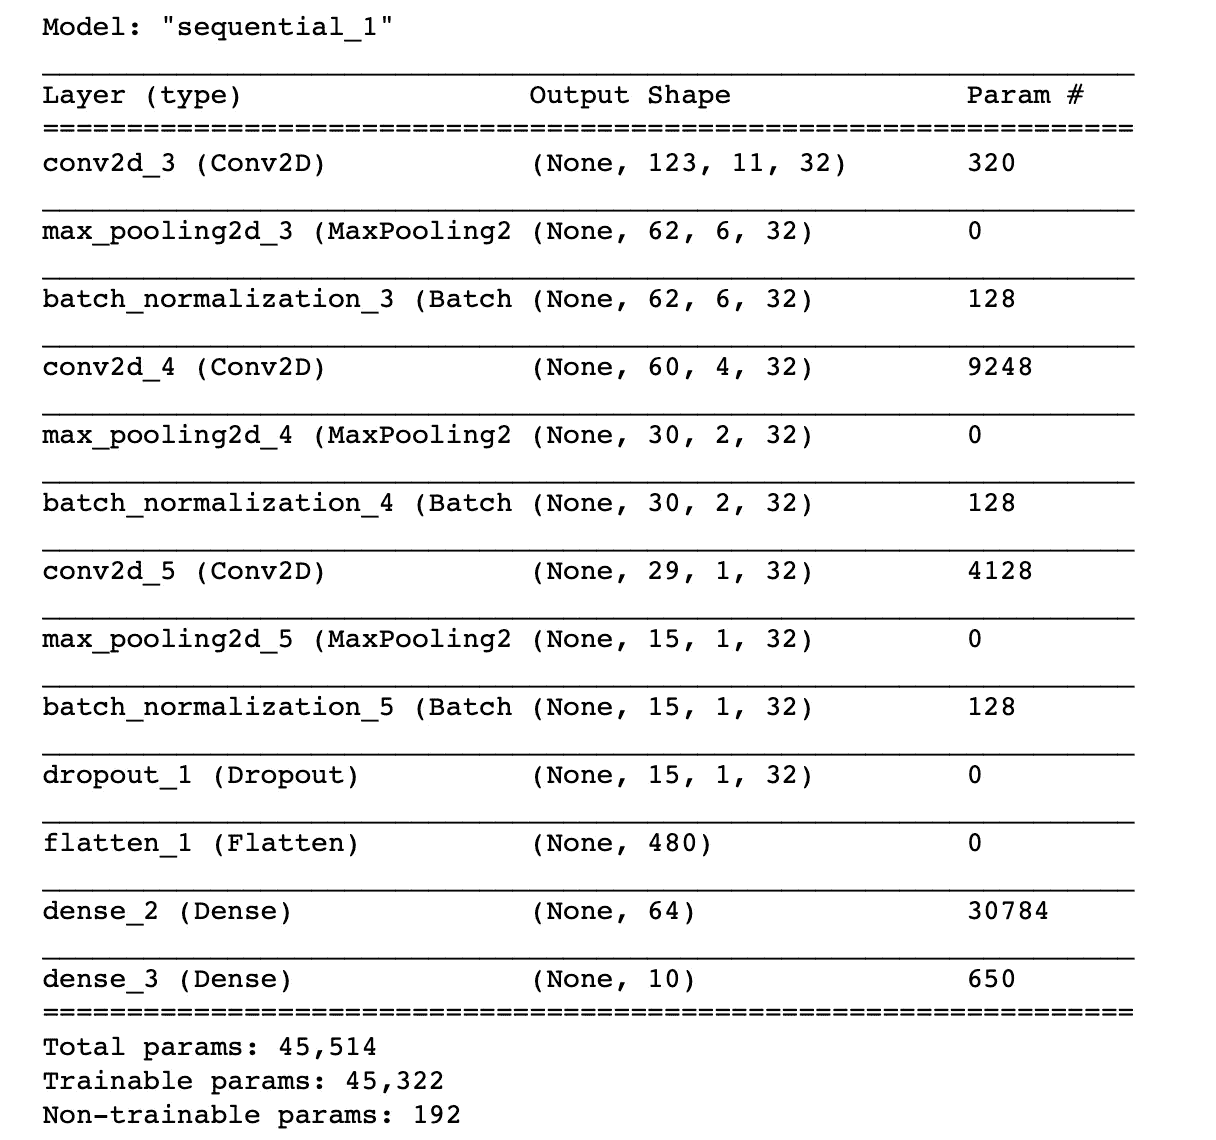 Model: "sequential_1"
Layer (type) Output Shape Param #
conv2d_3 (Conv2D) (None, 123, 11, 32) 320
max_pooling2d_3 (MaxPooling2 (None, 62, 6, 32) 0
batch_normalization_3 (Batch (None, 62, 6, 32) 128
conv2d_4 (Conv2D) (None, 60, 4, 32) 9248
max_pooling2d_4 (MaxPooling2 (None, 30, 2, 32) 0
batch_normalization_4 (Batch (None, 30, 2, 32) 128
conv2d_5 (Conv2D) (None, 29, 1, 32) 4128
max_pooling2d_5 (MaxPooling2 (None, 15, 1, 32) 0
batch_normalization_5 (Batch (None, 15, 1, 32) 128
dropout_1 (Dropout) (None, 15, 1, 32) 0
flatten_1 (Flatten) (None, 480) 0
dense_2 (Dense) (None, 64) 30784
dense_3 (Dense) (None, 10) 650
Total params: 45,514
Trainable params: 45,322
Non-trainable params: 192